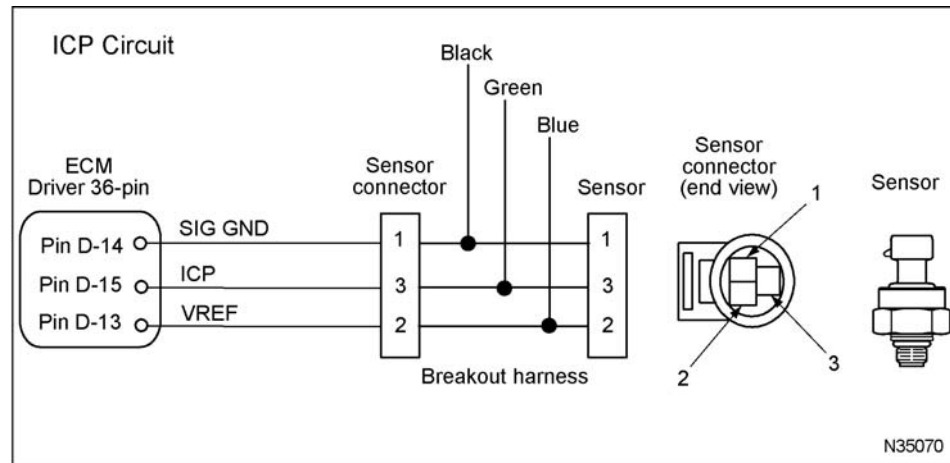 ICP Circuit
Black
Green
Blue
ECM
Driver 36-pin
Sensor
connector
Sensor
Sensor
connector
(end view)
1
Sensor
Pin D-14
SIG GND
1
1
Pin D-15
ICP
3
3
Pin D-13
VREF
2
2
Breakout harness
2
3
N35070